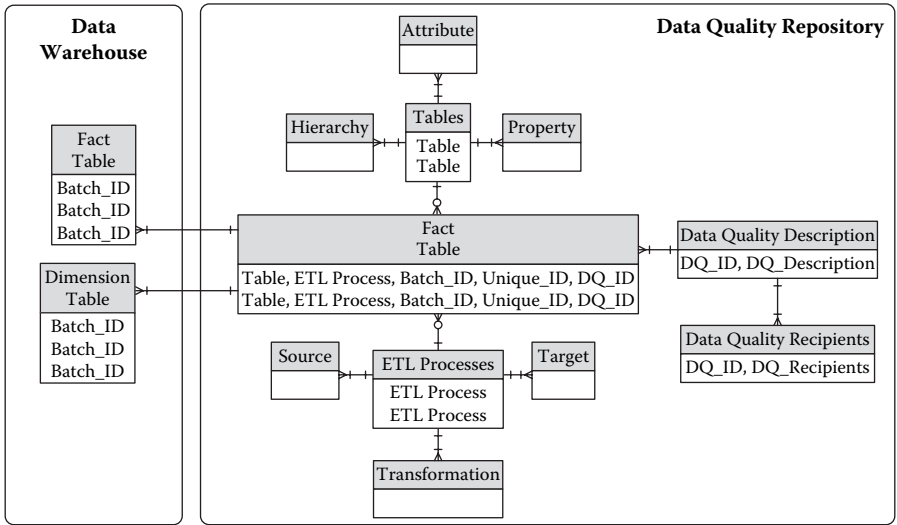 Data
Warehouse
Fact
Table
Batch_ID
Batch_ID
Batch_ID
Dimension
Table
Batch_ID
Batch_ID
Batch_ID
Data Quality Repository
Attribute
Hierarchy
Tables
Table
Table
Property
Fact
Table
Table, ETL Process, Batch_ID, Unique_ID, DQ_ID
Table, ETL Process, Batch_ID, Unique_ID, DQ_ID
Data Quality Description
DQ_ID, DQ_Description
Data Quality Recipients
DQ_ID, DQ_Recipients
Source
ETL Processes
ETL Process
ETL Process
Target
Transformation